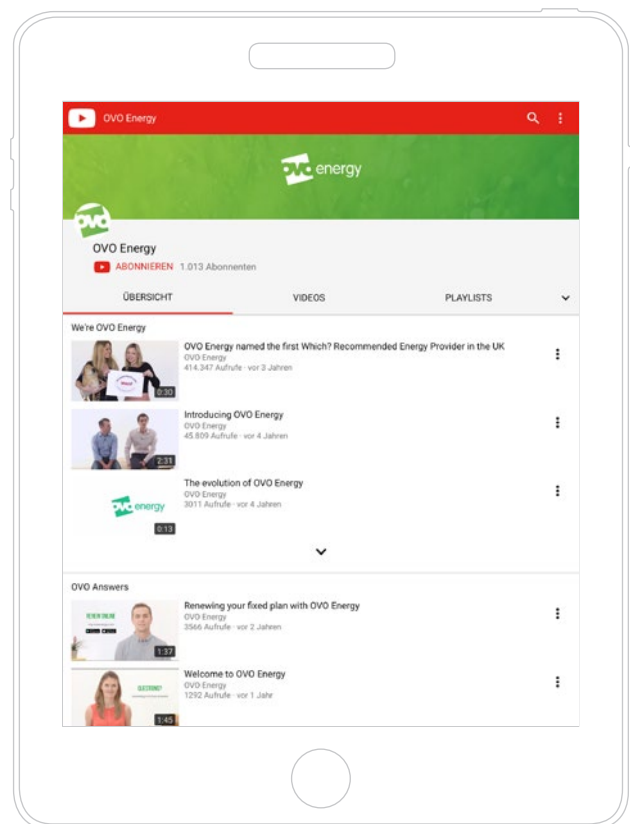 OVO Energy
ovo energy
ovo
OVO Energy
ABONNIEREN 1.013 Abonnenten
ÜBERSICHT VIDEOS PLAYLISTS
We're OVO Energy
OVO Energy named the first Which? Recommended Energy Provider in the UK
OVO Energy
414.347 Aufrufe · vor 3 Jahren
0:30
Introducing OVO Energy
OVO Energy
45.809 Aufrufe · vor 4 Jahren
2:31
The evolution of OVO Energy
OVO Energy
3011 Aufrufe · vor 4 Jahren
ovo energy
0:13
OVO Answers
Renewing your fixed plan with OVO Energy
OVO Energy
3566 Aufrufe · vor 2 Jahren
RENEW ONLINE
1:37
Welcome to OVO Energy
OVO Energy
1292 Aufrufe · vor 1 Jahr
QUESTIONS?
1:45